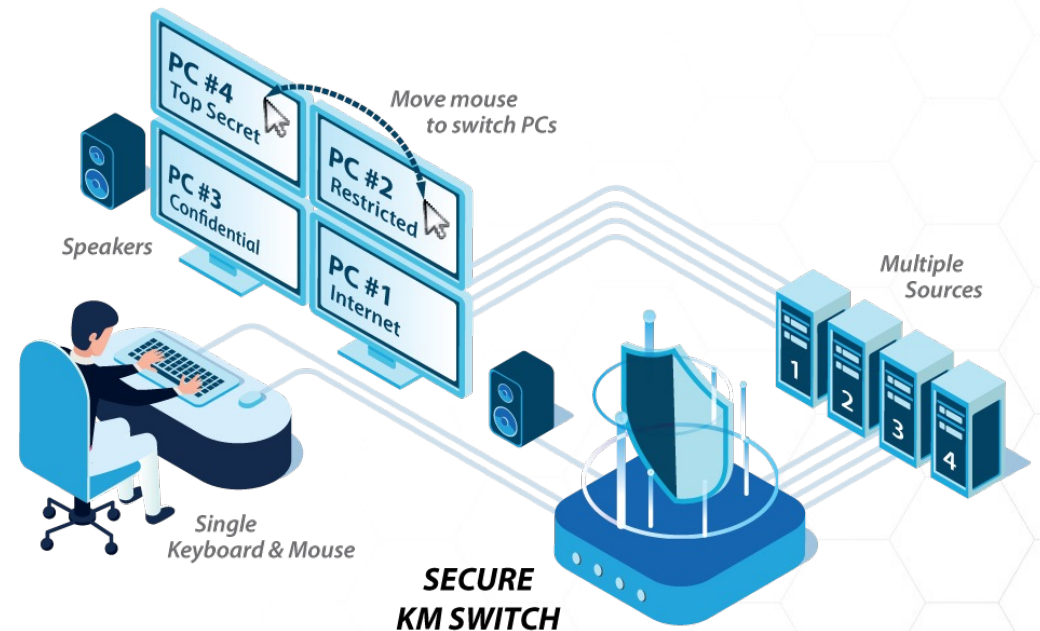 PC #4
Top Secret
Move mouse
to switch PCs
PC #2
Restricted
PC #3
Confidential
PC #1
Internet
Speakers
Multiple
Sources
1
2
3
4
Single
Keyboard & Mouse
SECURE
KM SWITCH